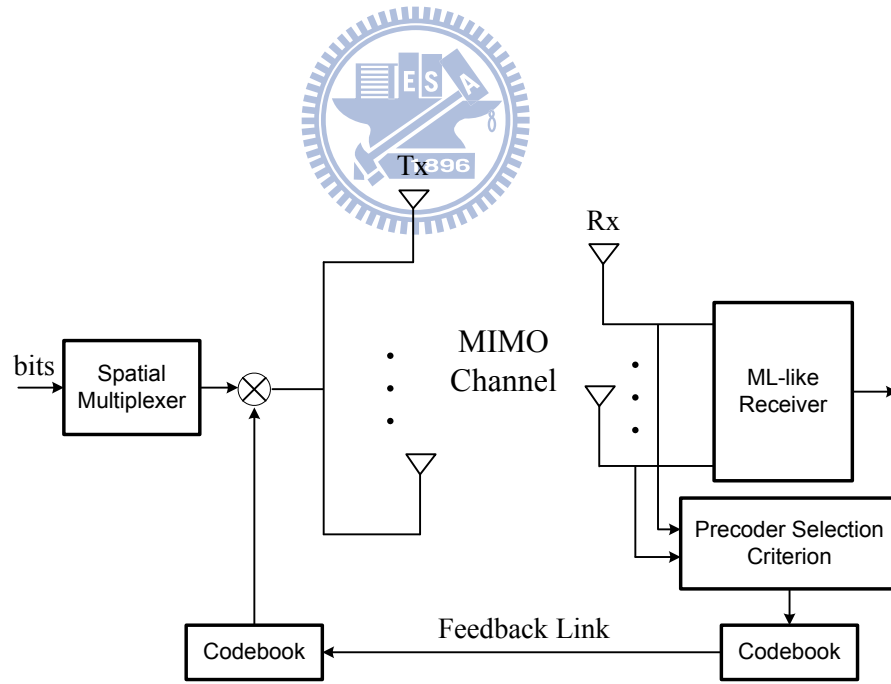 E S A
1896
Tx
Rx
bits
Spatial
Multiplexer
MIMO
Channel
ML-like
Receiver
Precoder Selection
Criterion
Feedback Link
Codebook
Codebook